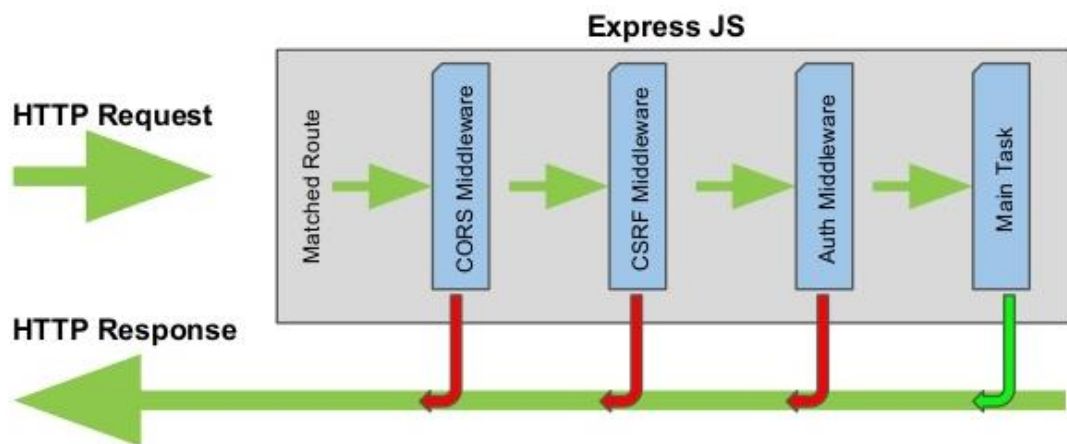 Express JS
HTTP Request
Matched Route
CORS Middleware
CSRF Middleware
Auth Middleware
Main Task
HTTP Response